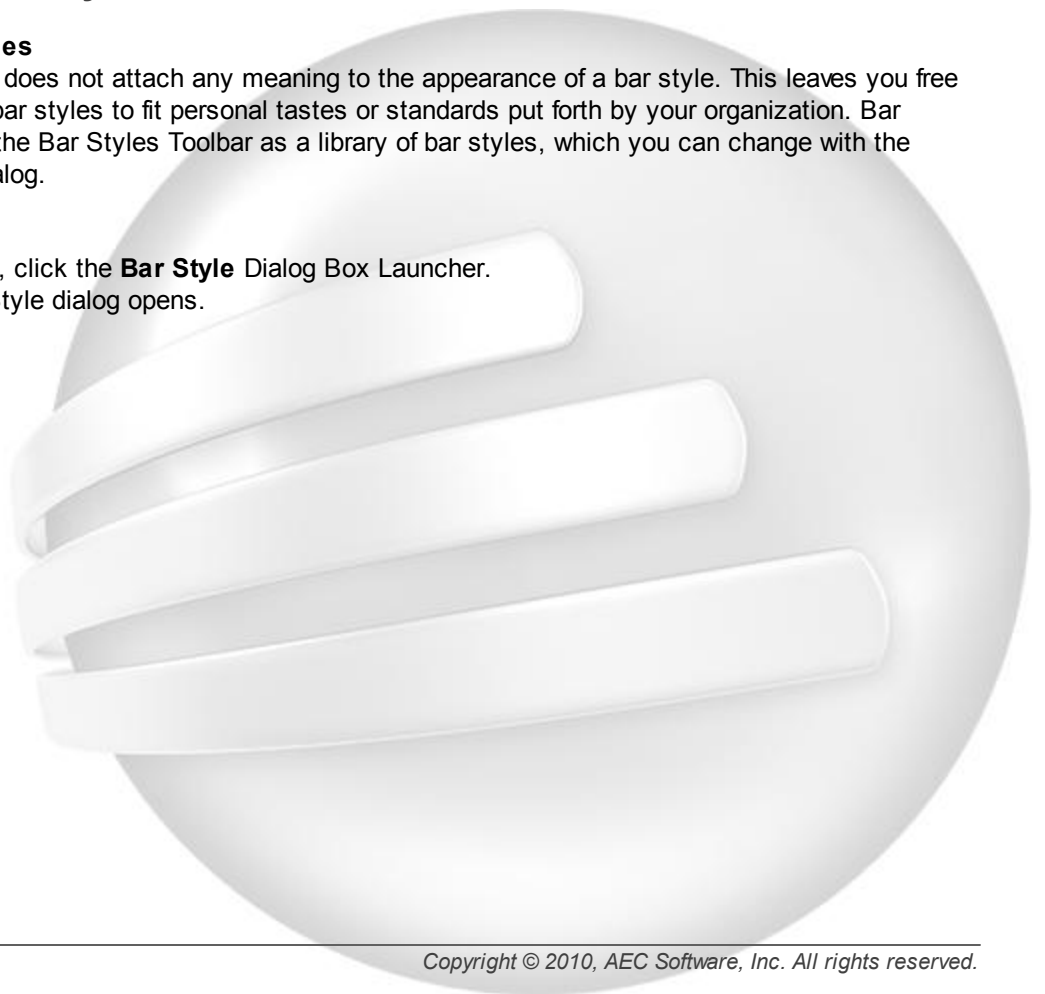 es
does not attach any meaning to the appearance of a bar style. This leaves you free
bar styles to fit personal tastes or standards put forth by your organization. Bar
the Bar Styles Toolbar as a library of bar styles, which you can change with the
alog.
, click the Bar Style Dialog Box Launcher.
Style dialog opens.
Copyright © 2010, AEC Software, Inc. All rights reserved.